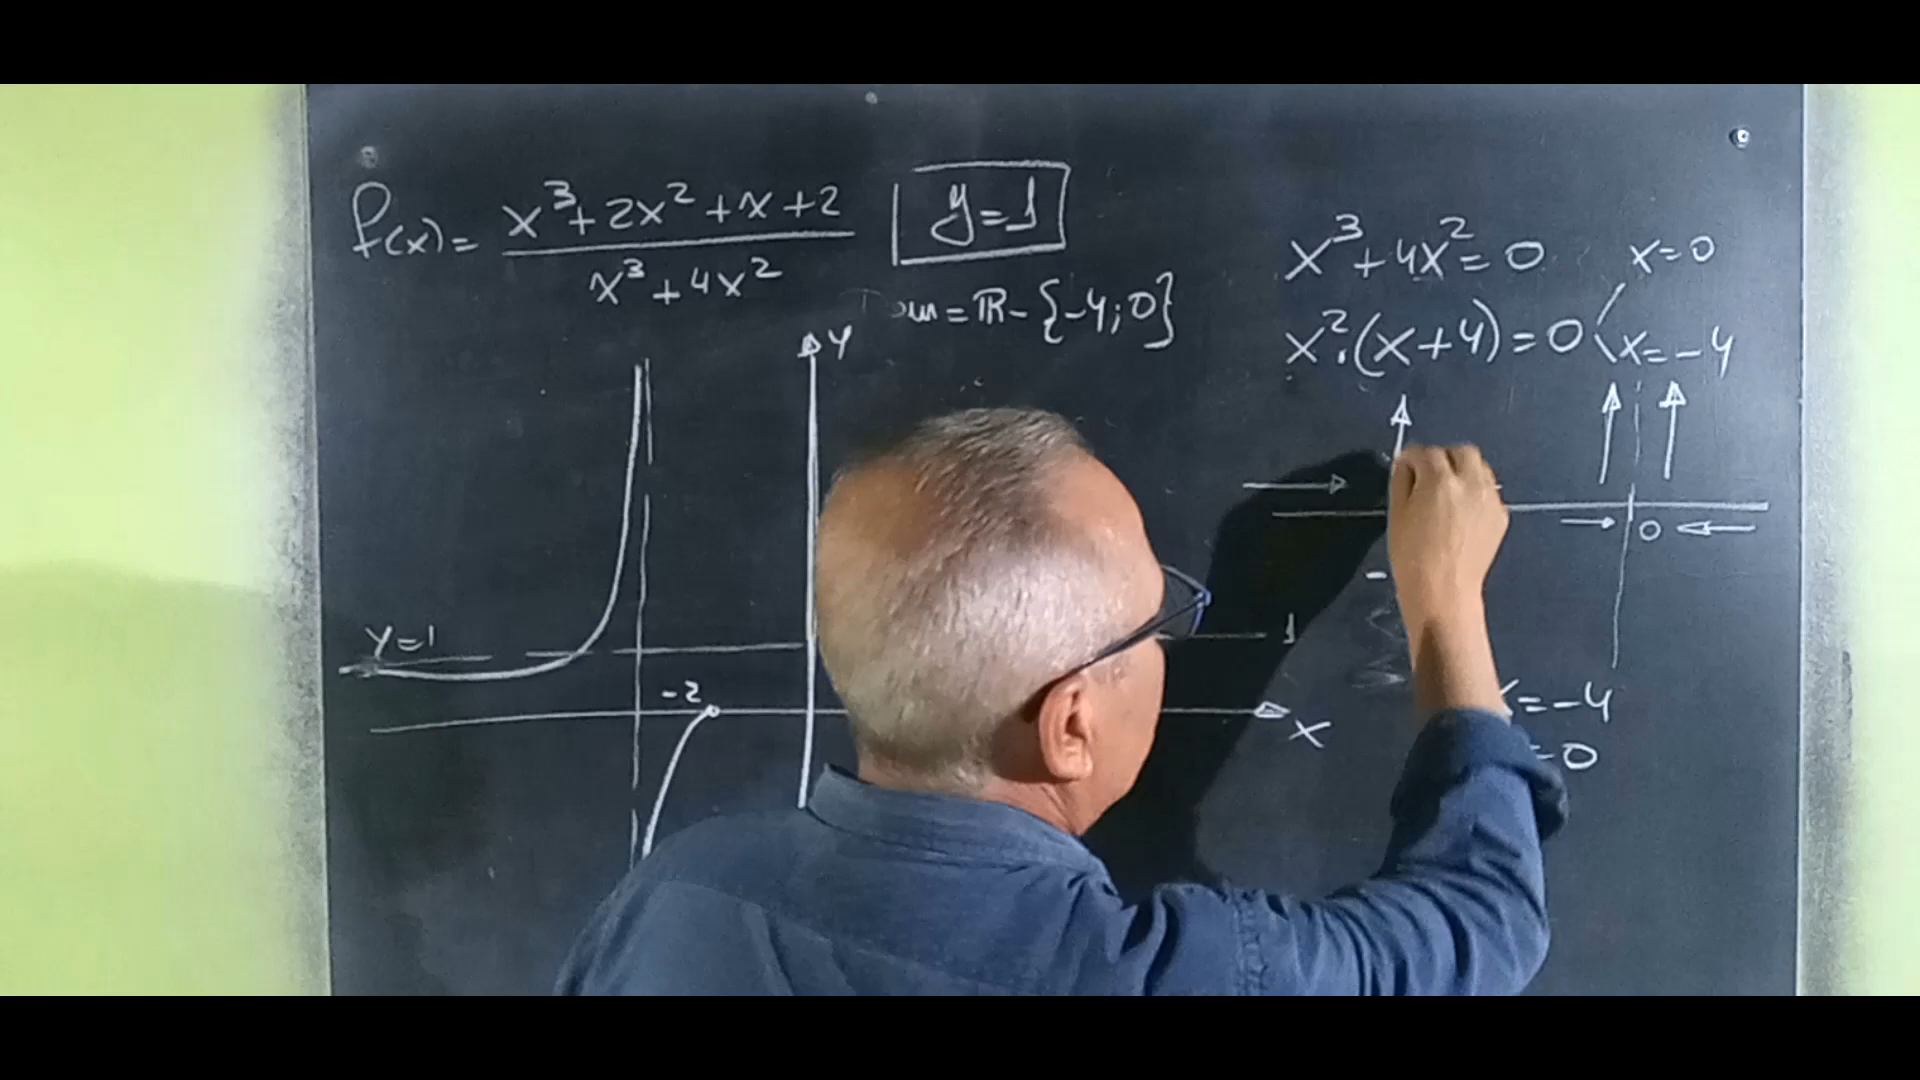 f(x) = (x³+2x²+x+2)/(x³+4x²)
y=1
= ℝ-{-4;0}
x³+4x²=0
x=0
x².(x+4)=0
x=-4
Y
y=1
-2
1
X
0
-
=-4
=0